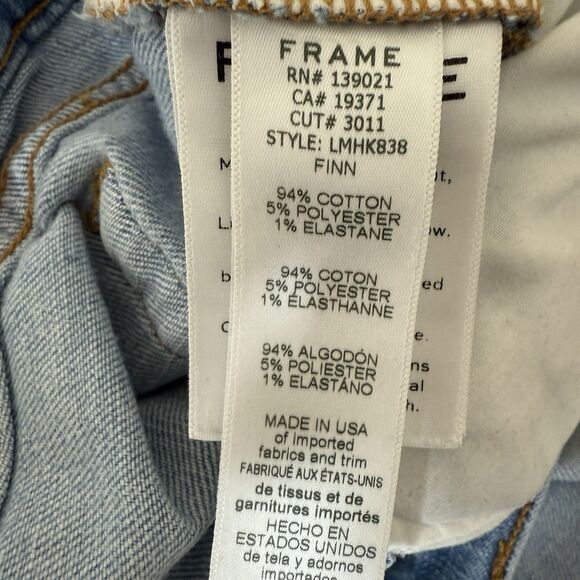 FRAME
RN# 139021
CA# 19371
CUT# 3011
STYLE: LMHK838
FINN
94% COTTON
5% POLYESTER
1% ELASTANE
94% COTON
5% POLYESTER
1% ÉLASTHANNE
94% ALGODÓN
5% POLIESTER
1% ELASTÁNO
MADE IN USA
of imported
fabrics and trim
FABRIQUÉ AUX ÉTATS-UNIS
de tissus et de
garnitures importés
HECHO EN
ESTADOS UNIDOS
de tela y adornos
importados